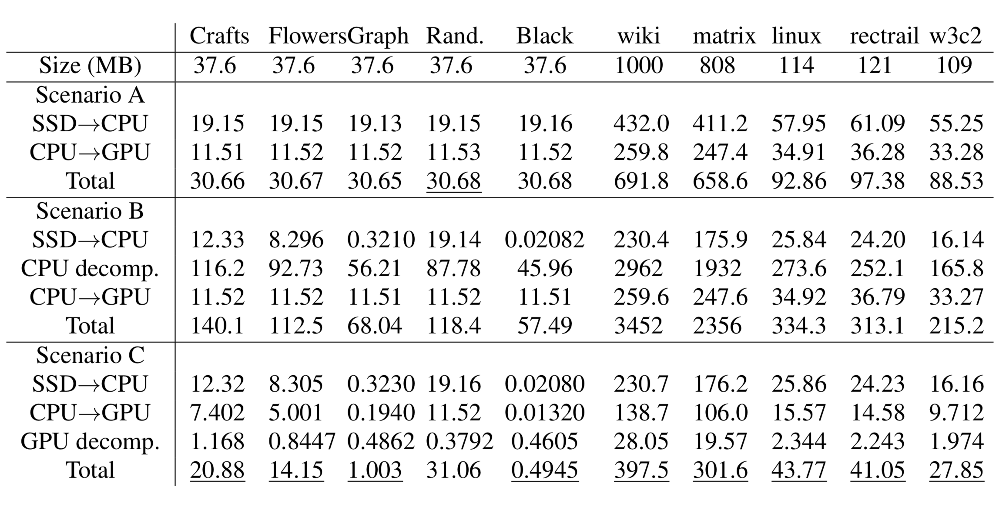 Crafts FlowersGraph Rand. Black wiki matrix linux rectrail w3c2
Size (MB) 37.6 37.6 37.6 37.6 37.6 1000 808 114 121 109
Scenario A
SSD→CPU 19.15 19.15 19.13 19.15 19.16 432.0 411.2 57.95 61.09 55.25
CPU→GPU 11.51 11.52 11.52 11.53 11.52 259.8 247.4 34.91 36.28 33.28
Total 30.66 30.67 30.65 30.68 30.68 691.8 658.6 92.86 97.38 88.53
Scenario B
SSD→CPU 12.33 8.296 0.3210 19.14 0.02082 230.4 175.9 25.84 24.20 16.14
CPU decomp. 116.2 92.73 56.21 87.78 45.96 2962 1932 273.6 252.1 165.8
CPU→GPU 11.52 11.52 11.51 11.52 11.51 259.6 247.6 34.92 36.79 33.27
Total 140.1 112.5 68.04 118.4 57.49 3452 2356 334.3 313.1 215.2
Scenario C
SSD→CPU 12.32 8.305 0.3230 19.16 0.02080 230.7 176.2 25.86 24.23 16.16
CPU→GPU 7.402 5.001 0.1940 11.52 0.01320 138.7 106.0 15.57 14.58 9.712
GPU decomp. 1.168 0.8447 0.4862 0.3792 0.4605 28.05 19.57 2.344 2.243 1.974
Total 20.88 14.15 1.003 31.06 0.4945 397.5 301.6 43.77 41.05 27.85